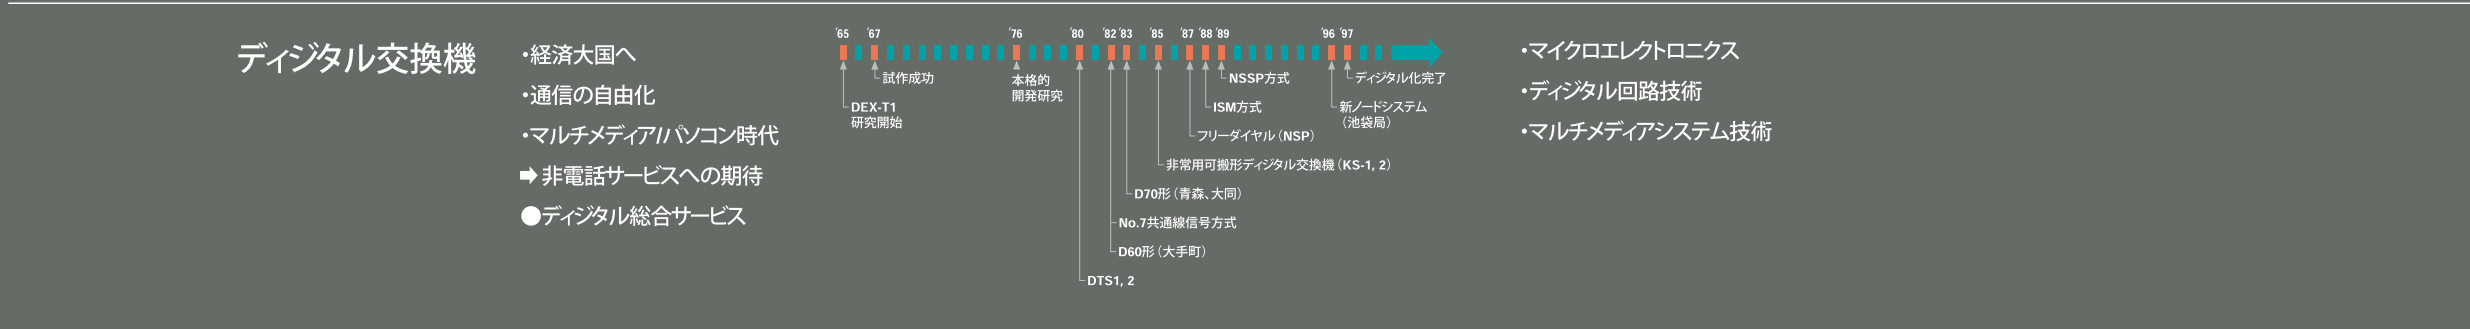 ディジタル交換機
・経済大国へ
・通信の自由化
・マルチメディア/パソコン時代
➡非電話サービスへの期待
●ディジタル総合サービス
'65 '67 '76 '80 '82 '83 '85 '87 '88 '89 '96 '97
試作成功
DEX-T1
研究開始
本格的
開発研究
NSSP方式
ISM方式
フリーダイヤル（NSP）
非常用可搬形ディジタル交換機（KS-1, 2）
D70形（青森、大同）
No.7共通線信号方式
D60形（大手町）
DTS1, 2
ディジタル化完了
新ノードシステム
（池袋局）
・マイクロエレクトロニクス
・ディジタル回路技術
・マルチメディアシステム技術